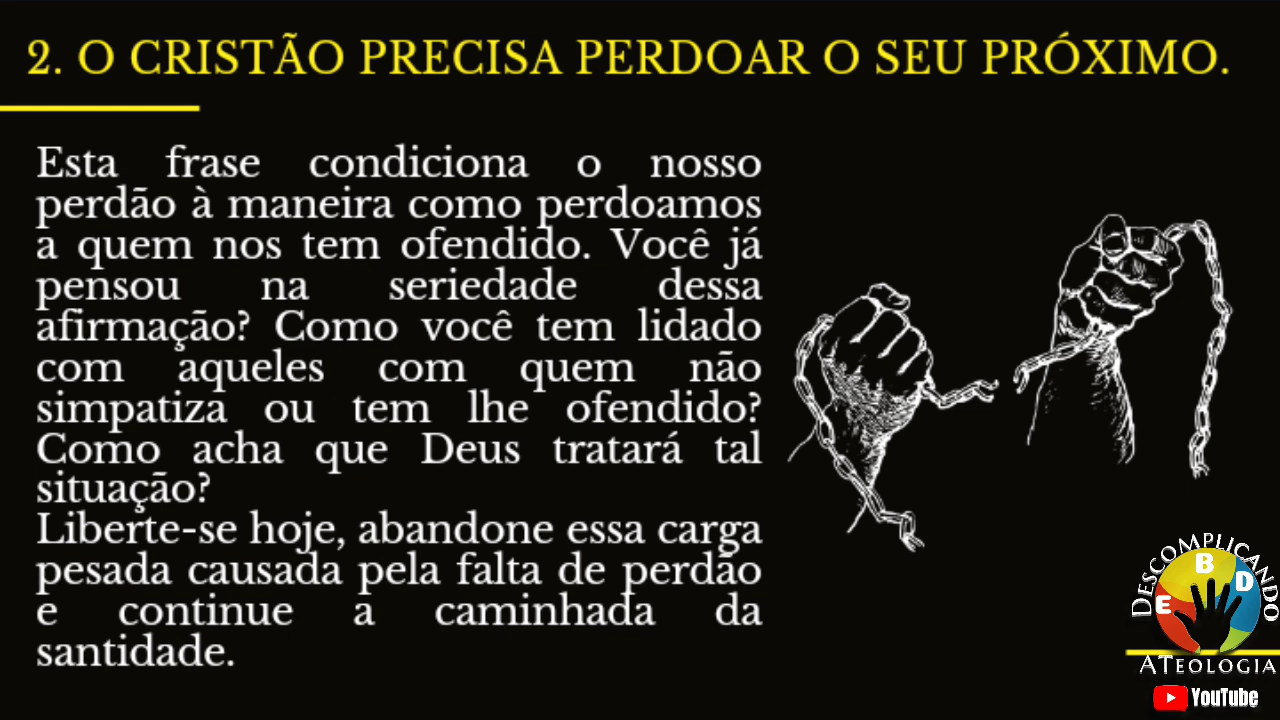 2. O CRISTÃO PRECISA PERDOAR O SEU PRÓXIMO.
Esta frase condiciona o nosso
perdão à maneira como perdoamos
a quem nos tem ofendido. Você já
pensou na seriedade dessa
afirmação? Como você tem lidado
com aqueles com quem não
simpatiza ou tem lhe ofendido?
Como acha que Deus tratará tal
situação?
Liberte-se hoje, abandone essa carga
pesada causada pela falta de perdão
e continue a caminhada da
santidade.
DESCOMPLICANDO
E B D
ATEOLOGIA
YouTube